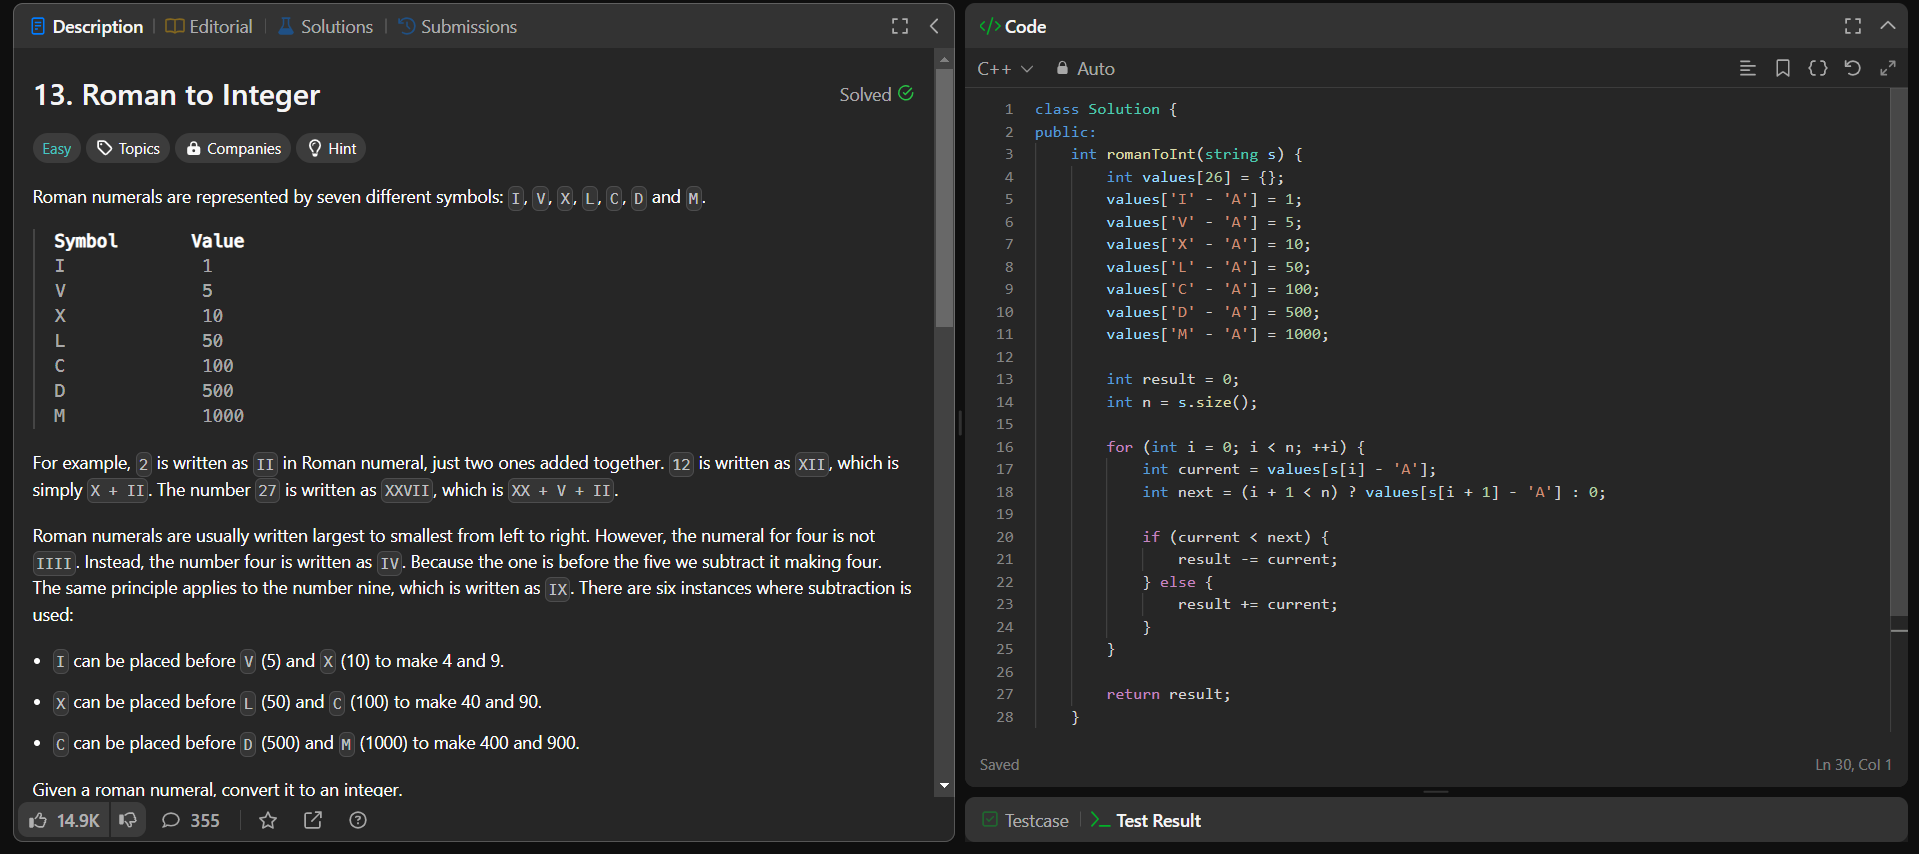 Description | Editorial | Solutions | Submissions
13. Roman to Integer
Solved
Easy Topics Companies Hint
Roman numerals are represented by seven different symbols: I, V, X, L, C, D and M.
Symbol Value
I 1
V 5
X 10
L 50
C 100
D 500
M 1000
For example, 2 is written as II in Roman numeral, just two ones added together. 12 is written as XII, which is
simply X + II. The number 27 is written as XXVII, which is XX + V + II.
Roman numerals are usually written largest to smallest from left to right. However, the numeral for four is not
IIII. Instead, the number four is written as IV. Because the one is before the five we subtract it making four.
The same principle applies to the number nine, which is written as IX. There are six instances where subtraction is
used:
• I can be placed before V (5) and X (10) to make 4 and 9.
• X can be placed before L (50) and C (100) to make 40 and 90.
• C can be placed before D (500) and M (1000) to make 400 and 900.
Given a roman numeral, convert it to an integer.
14.9K 355
</> Code
C++ Auto
1 class Solution {
2 public:
3     int romanToInt(string s) {
4         int values[26] = {};
5         values['I' - 'A'] = 1;
6         values['V' - 'A'] = 5;
7         values['X' - 'A'] = 10;
8         values['L' - 'A'] = 50;
9         values['C' - 'A'] = 100;
10         values['D' - 'A'] = 500;
11         values['M' - 'A'] = 1000;
12
13         int result = 0;
14         int n = s.size();
15
16         for (int i = 0; i < n; ++i) {
17             int current = values[s[i] - 'A'];
18             int next = (i + 1 < n) ? values[s[i + 1] - 'A'] : 0;
19
20             if (current < next) {
21                 result -= current;
22             } else {
23                 result += current;
24             }
25         }
26
27         return result;
28     }
Saved
Ln 30, Col 1
Testcase | >_ Test Result